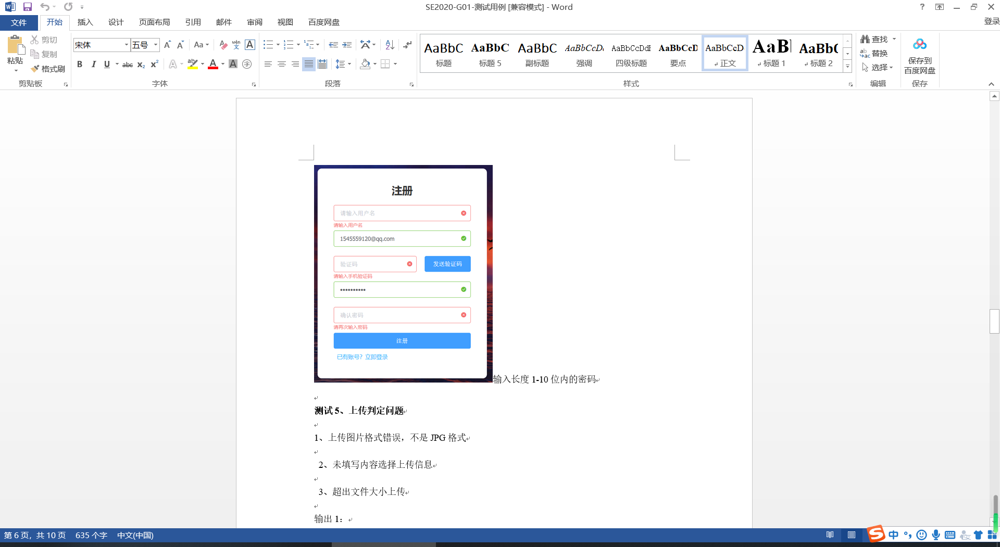 SE2020-G01-测试用例 [兼容模式] - Word
文件 开始 插入 设计 页面布局 引用 邮件 审阅 视图 百度网盘 登录
粘贴
剪切
复制
格式刷
剪贴板
宋体 五号
字体
段落
AaBbC AaBbC AaBbC AaBbCcD AaBbCcDdE AaBbCcD AaBbCcD AaBl AaBb(
标题 标题 5 副标题 强调 四级标题 要点 正文 标题 1 标题 2
样式
查找
替换
选择
编辑
保存到
百度网盘
保存
注册
请输入用户名
请输入用户名
1545559120@qq.com
验证码 发送验证码
请输入手机验证码
确认密码
请再次输入密码
注册
已有账号? 立即登录
输入长度 1-10 位内的密码
测试 5、上传判定问题
1、上传图片格式错误，不是 JPG 格式
2、未填写内容选择上传信息
3、超出文件大小上传
输出 1：
第 6 页，共 10 页 635 个字 中文(中国)
中